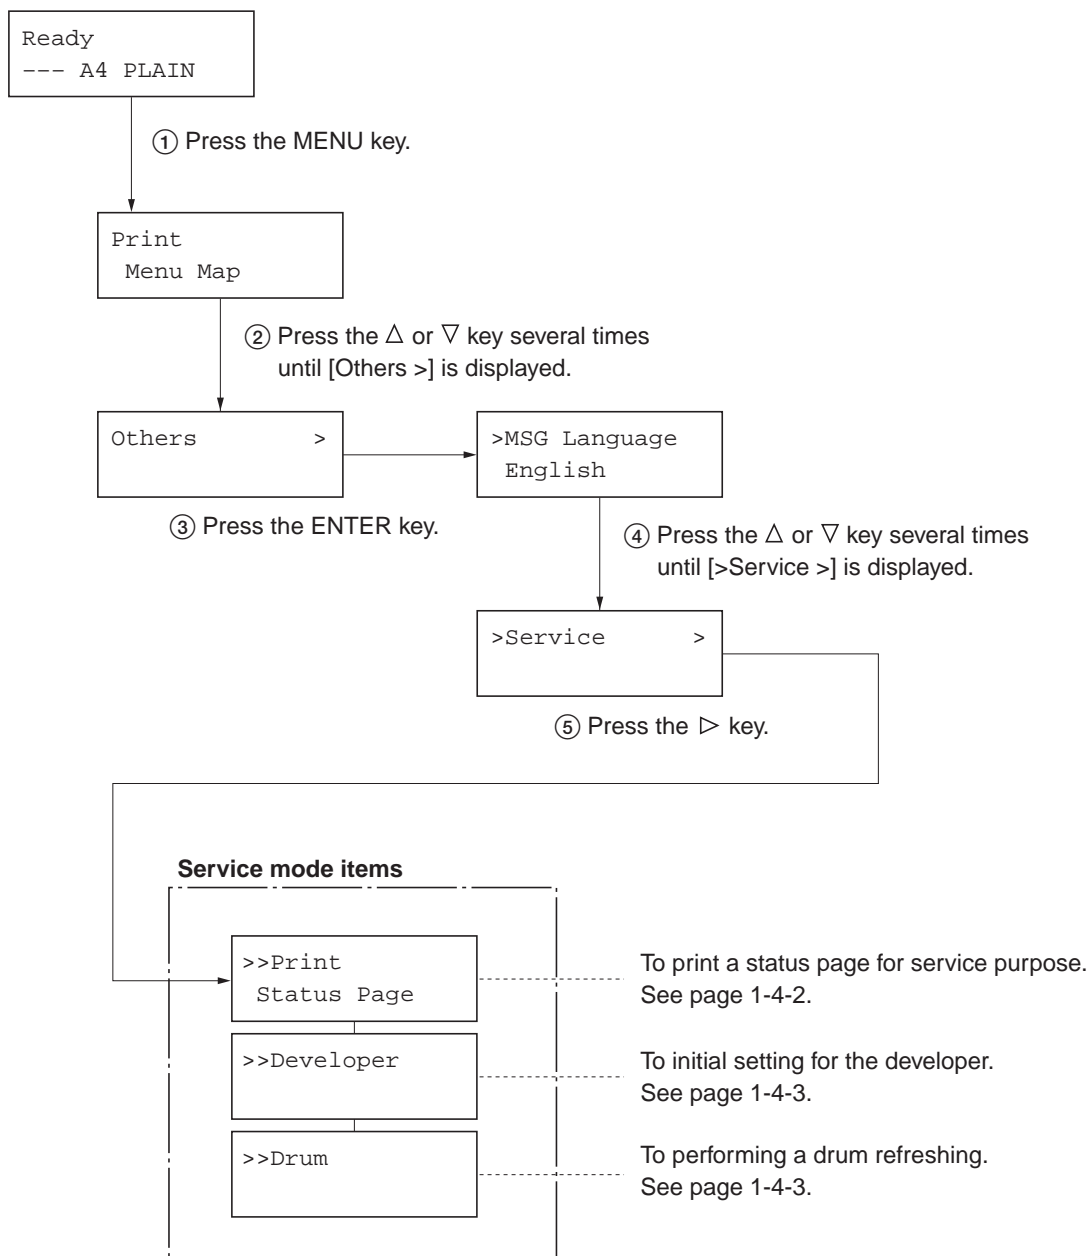 Ready
--- A4 PLAIN
① Press the MENU key.
Print
Menu Map
② Press the △ or ▽ key several times
until [Others >] is displayed.
Others >
>MSG Language
English
③ Press the ENTER key.
④ Press the △ or ▽ key several times
until [>Service >] is displayed.
>Service >
⑤ Press the ▷ key.
Service mode items
>>Print
Status Page
To print a status page for service purpose.
See page 1-4-2.
>>Developer
To initial setting for the developer.
See page 1-4-3.
>>Drum
To performing a drum refreshing.
See page 1-4-3.